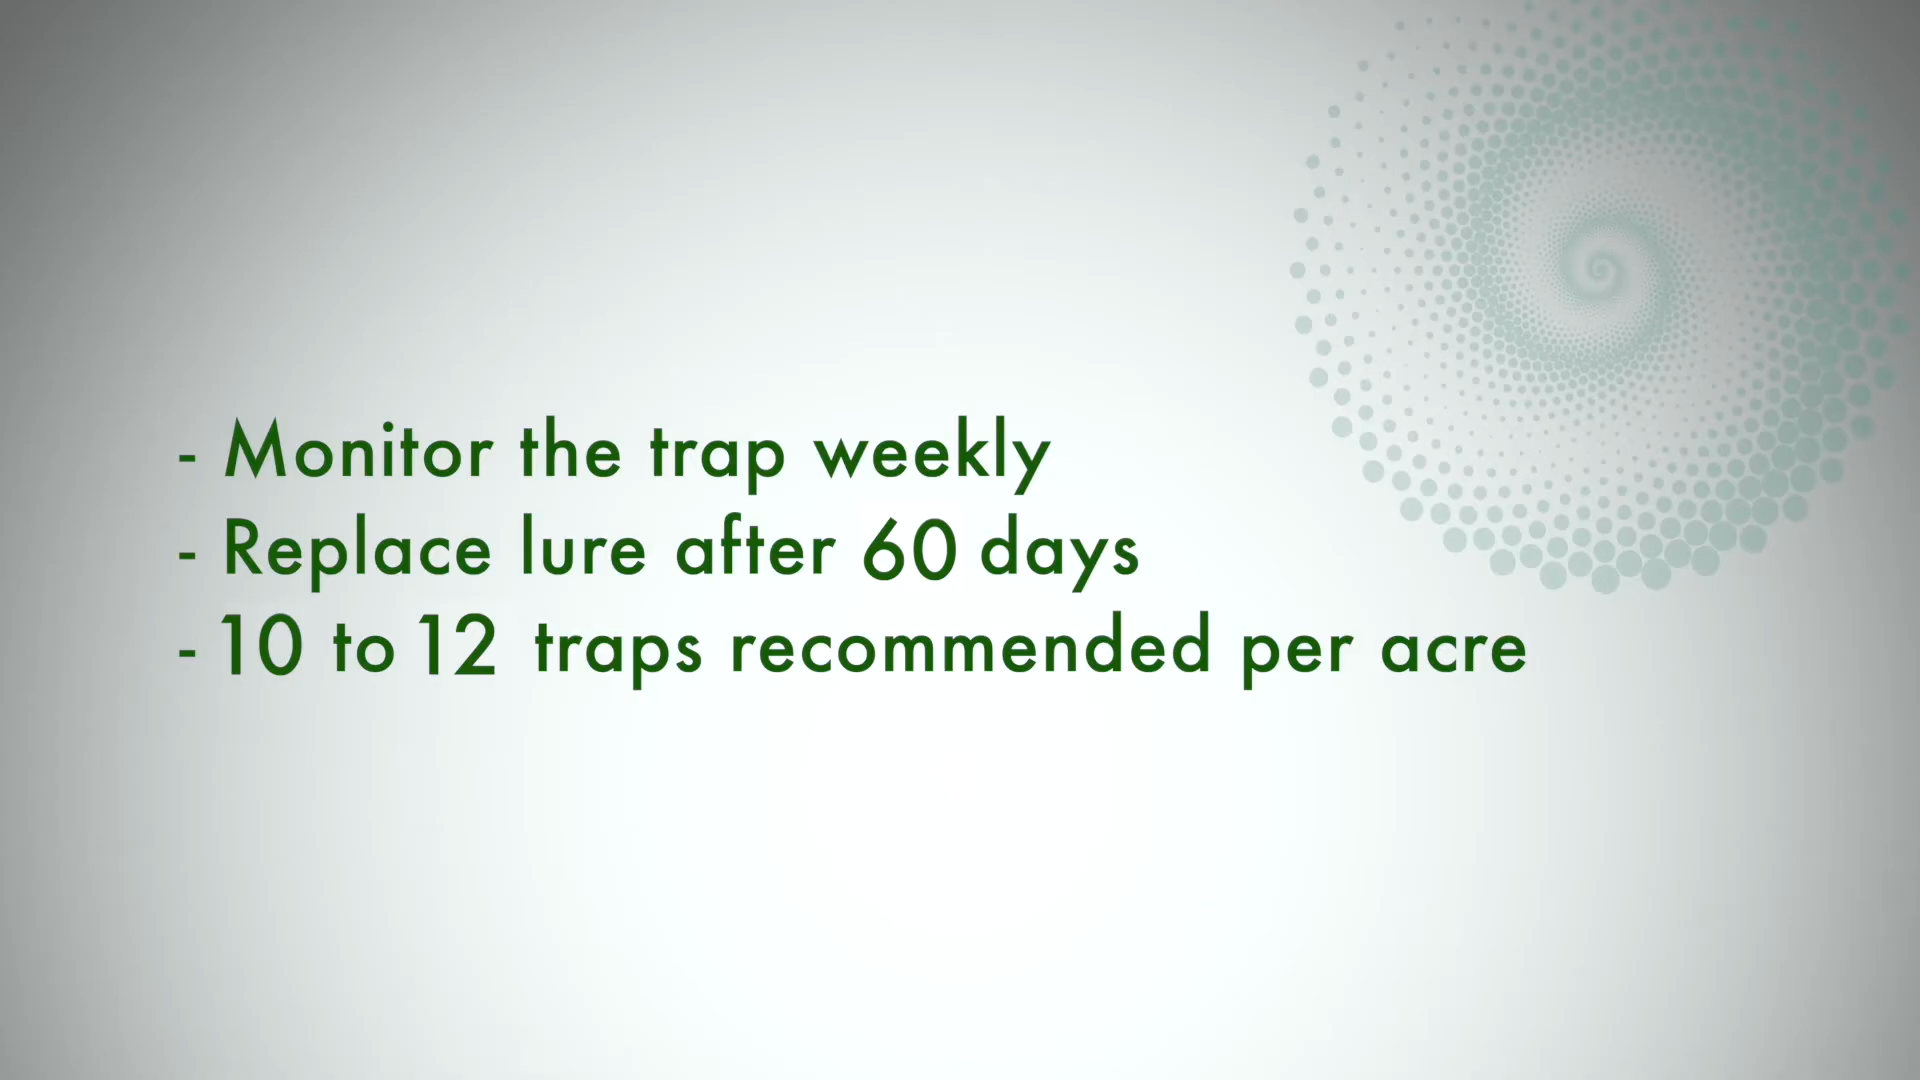 - Monitor the trap weekly
- Replace lure after 60 days
- 10 to 12 traps recommended per acre